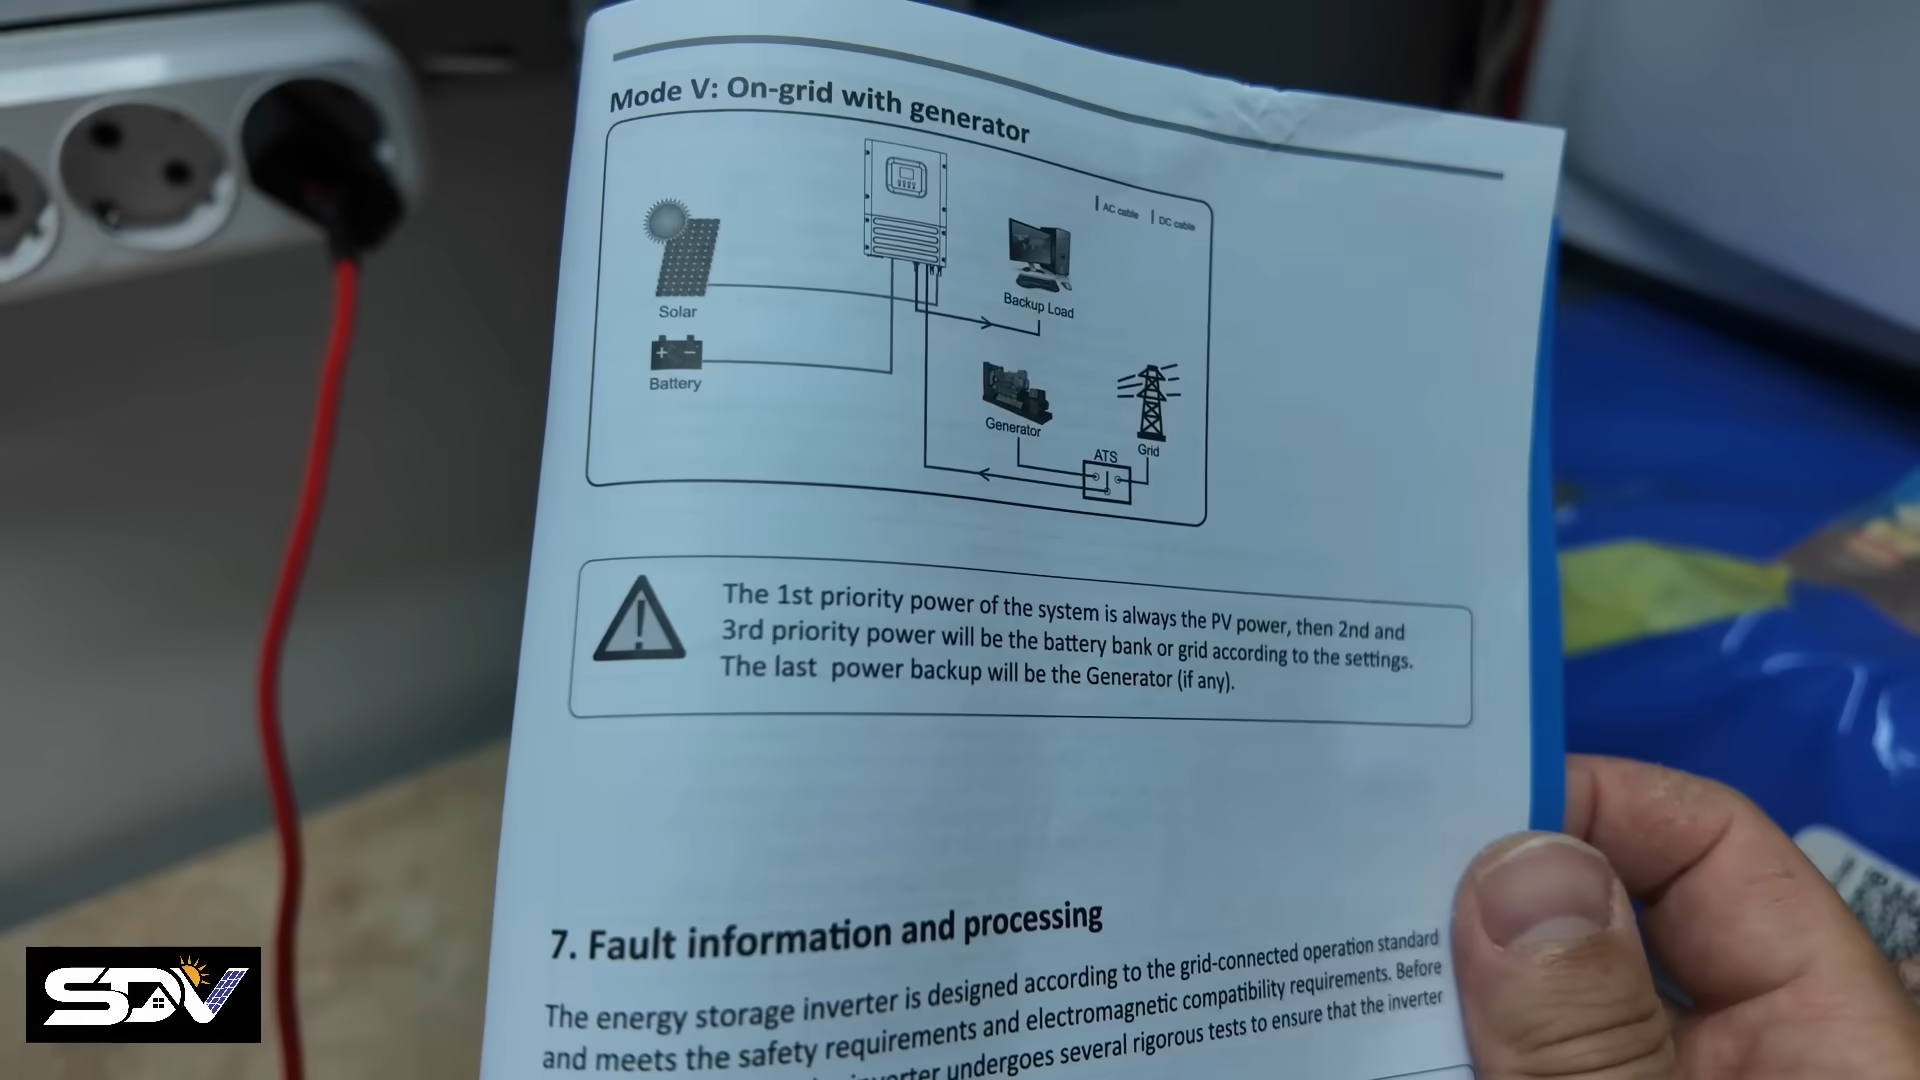 Mode V: On-grid with generator
AC cable DC cable
Solar
Backup Load
Battery
Generator
Grid
ATS
The 1st priority power of the system is always the PV power, then 2nd and
3rd priority power will be the battery bank or grid according to the settings.
The last power backup will be the Generator (if any).
7. Fault information and processing
The energy storage inverter is designed according to the grid-connected operation standard
and meets the safety requirements and electromagnetic compatibility requirements. Before
inverter undergoes several rigorous tests to ensure that the inverter
SDV